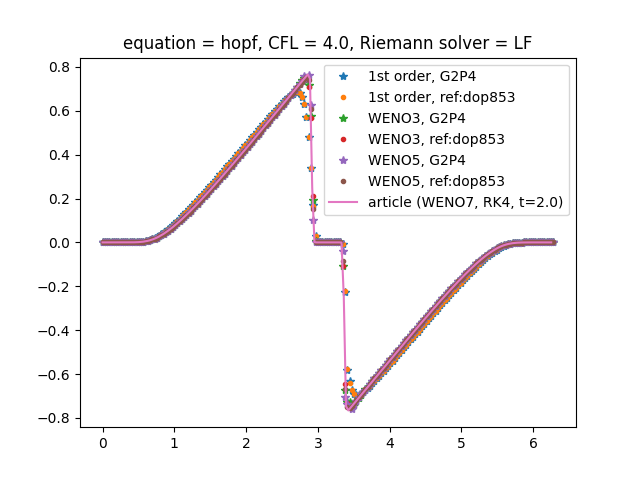 equation = hopf, CFL = 4.0, Riemann solver = LF
0.8
0.6
0.4
0.2
0.0
−0.2
−0.4
−0.6
−0.8
1st order, G2P4
1st order, ref:dop853
WENO3, G2P4
WENO3, ref:dop853
WENO5, G2P4
WENO5, ref:dop853
article (WENO7, RK4, t=2.0)
0 1 2 3 4 5 6